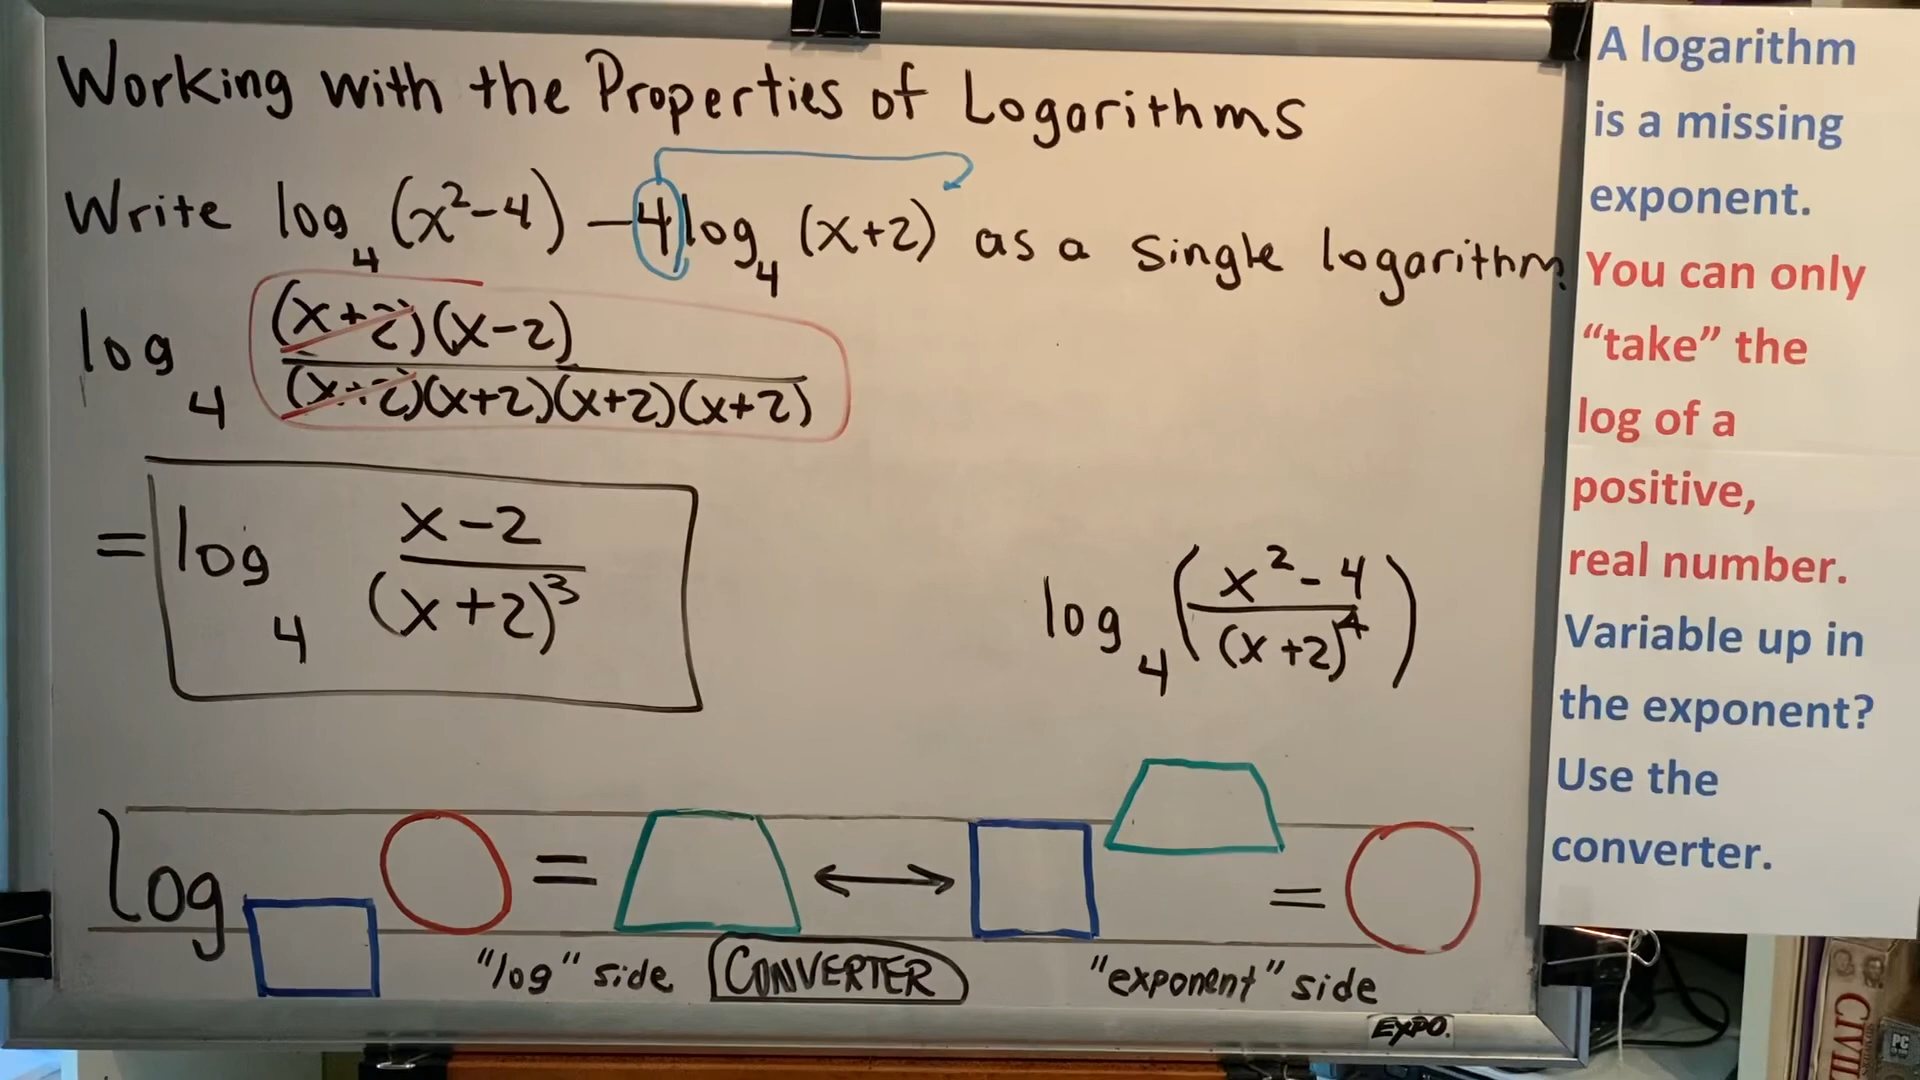 Working with the Properties of Logarithms
Write log₄ (x²-4) - 4log₄ (x+2) as a single logarithm.
log₄ (x+2)(x-2)
(x+2)(x+2)(x+2)(x+2)
= log₄ x-2
(x+2)³
log₄ (x²-4
(x+2)⁴)
log = ↔ =
"log" side CONVERTER "exponent" side
EXPO.
A logarithm
is a missing
exponent.
You can only
“take” the
log of a
positive,
real number.
Variable up in
the exponent?
Use the
converter.
PC